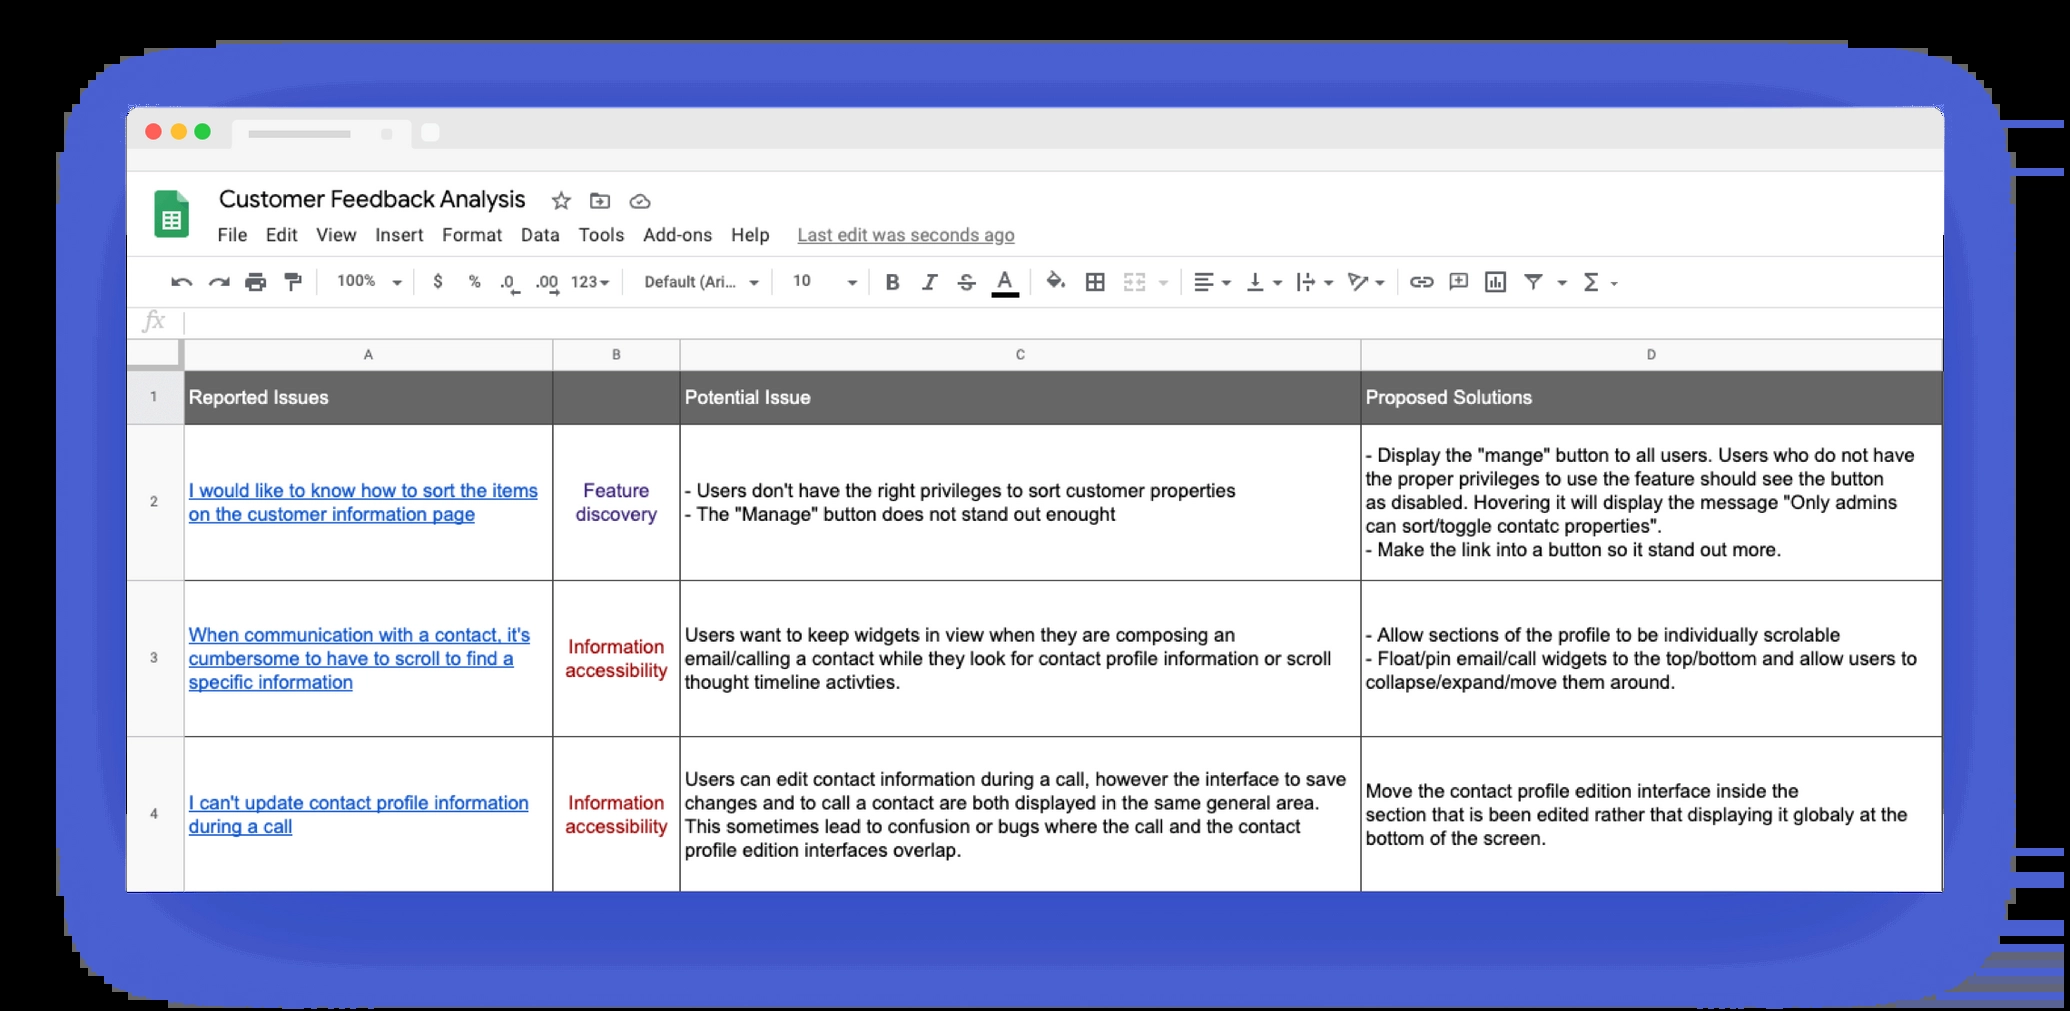 Customer Feedback Analysis
File Edit View Insert Format Data Tools Add-ons Help Last edit was seconds ago
100% $ % .0 .00 123 Default (Ari... 10 B I S A Σ
fx
A B C D
1 Reported Issues Potential Issue Proposed Solutions
2
I would like to know how to sort the items
on the customer information page
Feature
discovery
- Users don't have the right privileges to sort customer properties
- The "Manage" button does not stand out enought
- Display the "mange" button to all users. Users who do not have
the proper privileges to use the feature should see the button
as disabled. Hovering it will display the message "Only admins
can sort/toggle contatc properties".
- Make the link into a button so it stand out more.
3
When communication with a contact, it's
cumbersome to have to scroll to find a
specific information
Information
accessibility
Users want to keep widgets in view when they are composing an
email/calling a contact while they look for contact profile information or scroll
thought timeline activties.
- Allow sections of the profile to be individually scrolable
- Float/pin email/call widgets to the top/bottom and allow users to
collapse/expand/move them around.
4
I can't update contact profile information
during a call
Information
accessibility
Users can edit contact information during a call, however the interface to save
changes and to call a contact are both displayed in the same general area.
This sometimes lead to confusion or bugs where the call and the contact
profile edition interfaces overlap.
Move the contact profile edition interface inside the
section that is been edited rather that displaying it globaly at the
bottom of the screen.